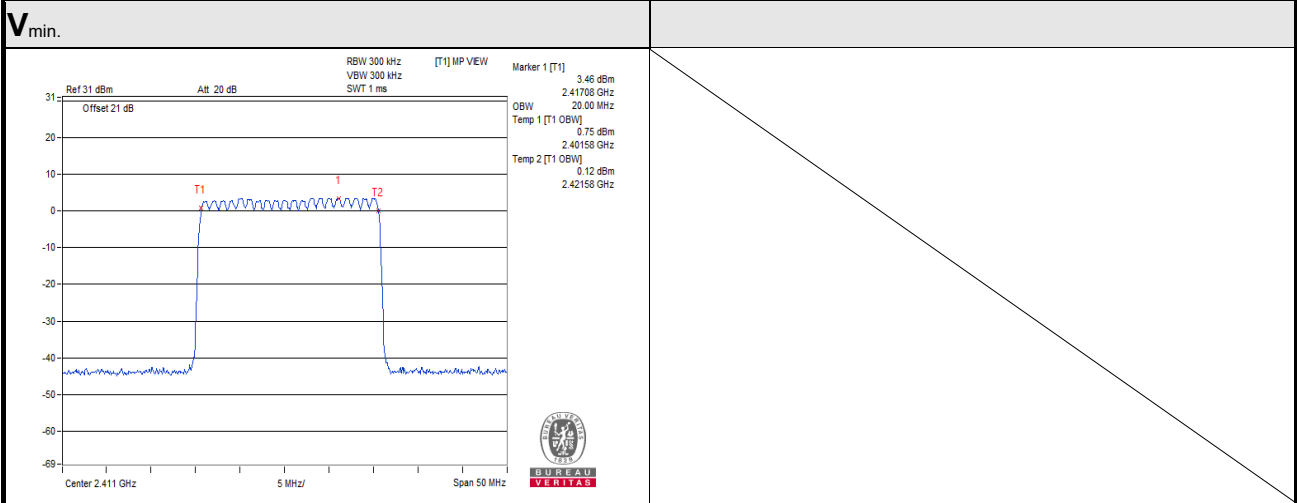 Vmin.
RBW 300 kHz [T1] MP VIEW
VBW 300 kHz
Ref 31 dBm Att 20 dB SWT 1 ms
Offset 21 dB
Marker 1 [T1]
3.46 dBm
2.41708 GHz
OBW 20.00 MHz
Temp 1 [T1 OBW]
0.75 dBm
2.40158 GHz
Temp 2 [T1 OBW]
0.12 dBm
2.42158 GHz
31
20
10
0
-10
-20
-30
-40
-50
-60
-69
T1
1
T2
Center 2.411 GHz 5 MHz/ Span 50 MHz
BUREAU VERITAS
1828
BUREAU
VERITAS